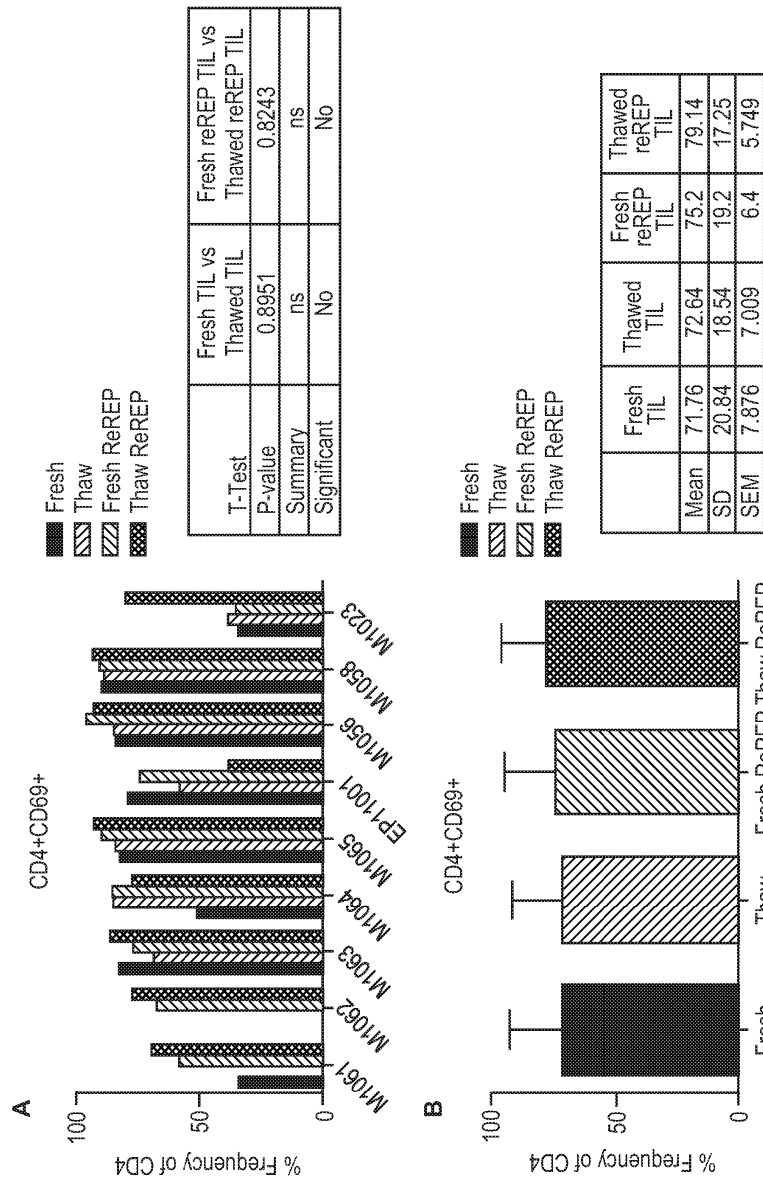 A
CD4+CD69+
% Frequency of CD4
100
50
0
M1061
M1062
M1063
M1064
M1065
EP11001
M1056
M1058
M1023
Fresh
Thaw
Fresh ReREP
Thaw ReREP
T-Test
Fresh TIL vs
Thawed TIL
Fresh reREP TIL vs
Thawed reREP TIL
P-value 0.8951 0.8243
Summary ns ns
Significant No No
B
CD4+CD69+
% Frequency of CD4
100
50
0
Fresh Thaw Fresh ReREP Thaw ReREP
Fresh
Thaw
Fresh ReREP
Thaw ReREP
Fresh
TIL
Thawed
TIL
Fresh
reREP
TIL
Thawed
reREP
TIL
Mean 71.76 72.64 75.2 79.14
SD 20.84 18.54 19.2 17.25
SEM 7.876 7.009 6.4 5.749